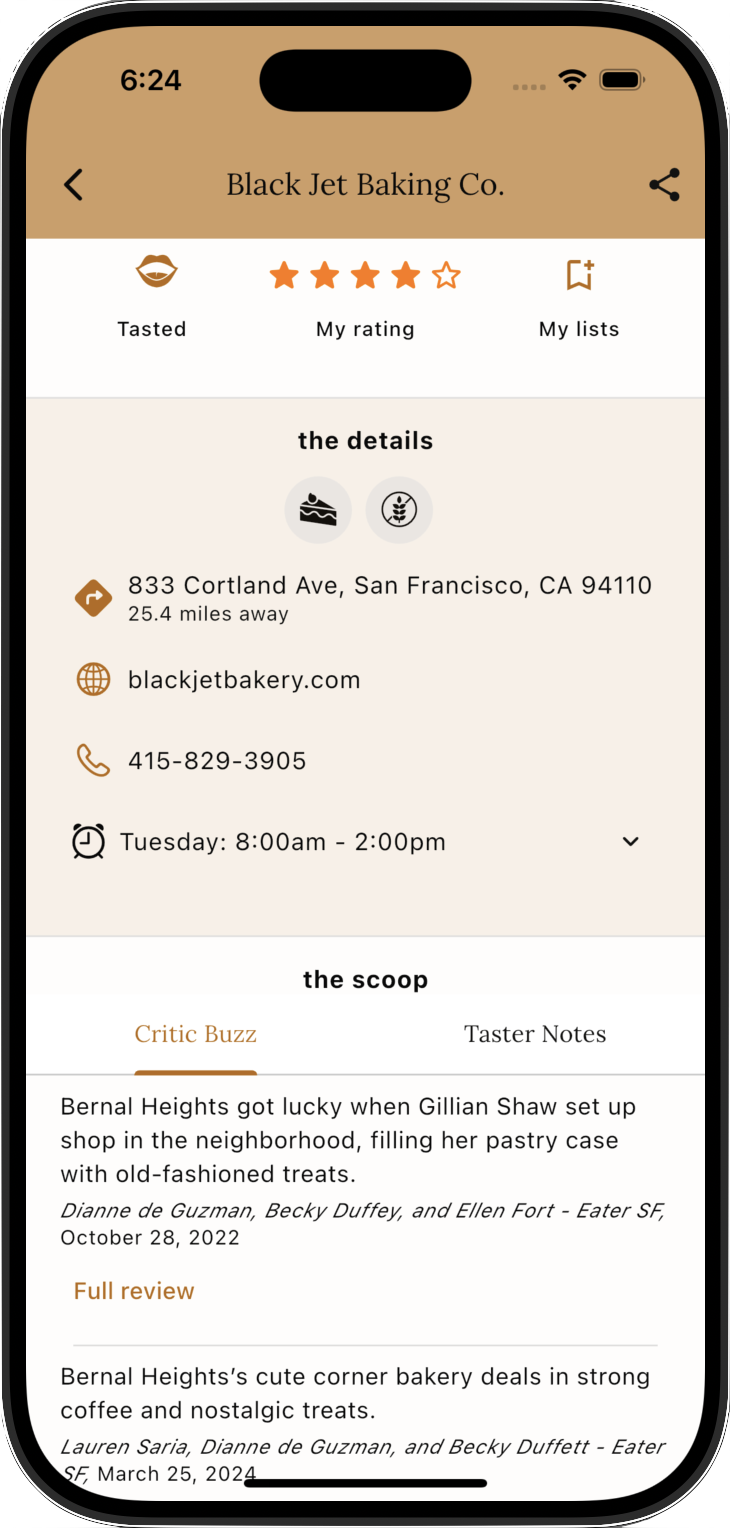 6:24
Black Jet Baking Co.
Tasted
My rating
My lists
the details
833 Cortland Ave, San Francisco, CA 94110
25.4 miles away
blackjetbakery.com
415-829-3905
Tuesday: 8:00am - 2:00pm
the scoop
Critic Buzz
Taster Notes
Bernal Heights got lucky when Gillian Shaw set up
shop in the neighborhood, filling her pastry case
with old-fashioned treats.
Dianne de Guzman, Becky Duffey, and Ellen Fort - Eater SF,
October 28, 2022
Full review
Bernal Heights’s cute corner bakery deals in strong
coffee and nostalgic treats.
Lauren Saria, Dianne de Guzman, and Becky Duffett - Eater
SF, March 25, 2024